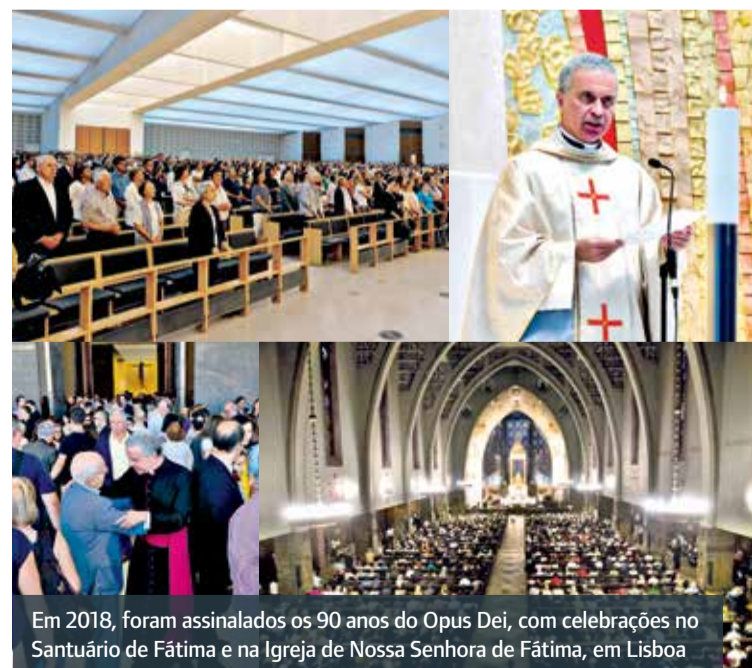 Em 2018, foram assinalados os 90 anos do Opus Dei, com celebrações no
Santuário de Fátima e na Igreja de Nossa Senhora de Fátima, em Lisboa